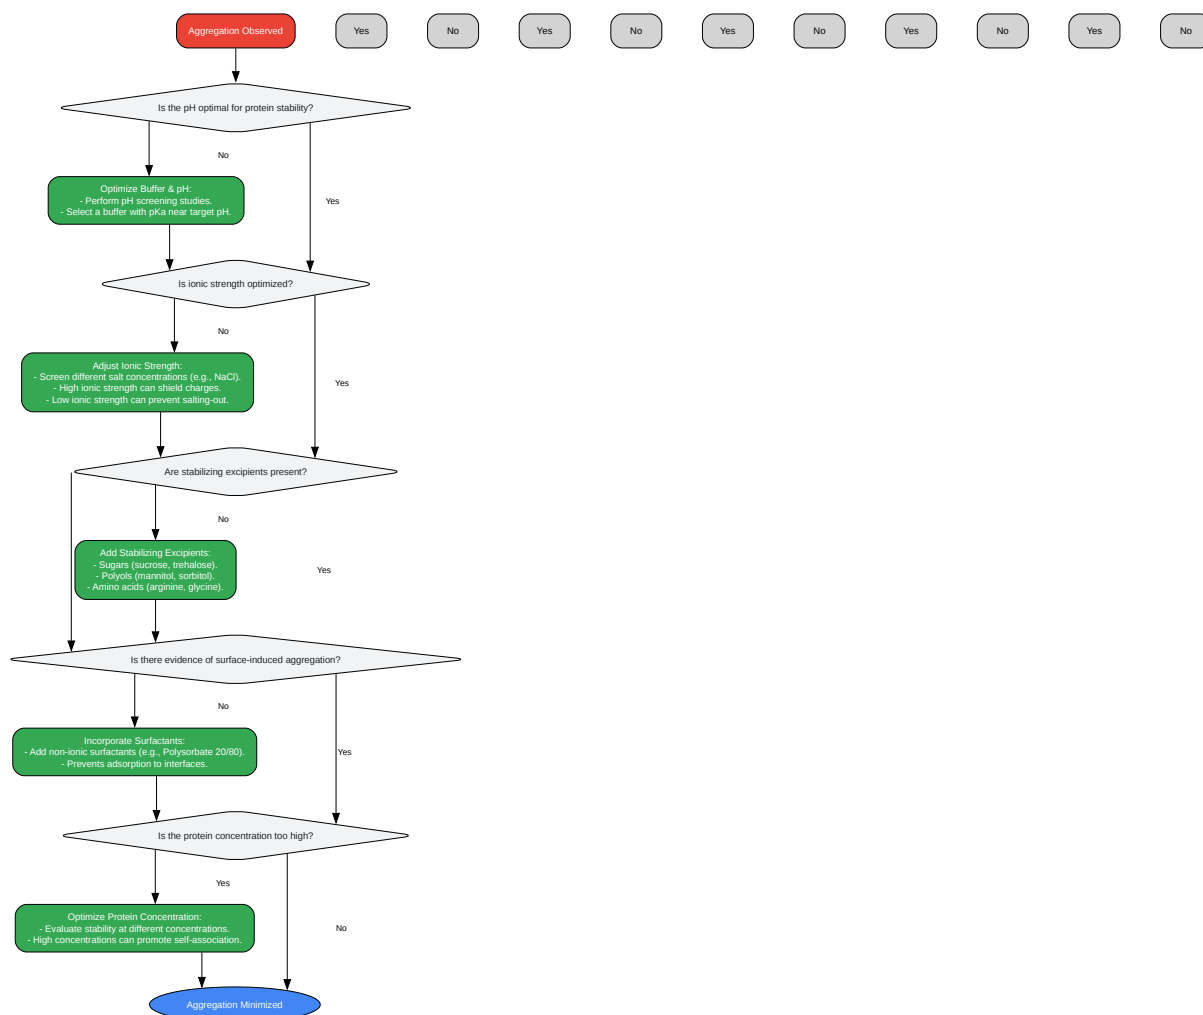 Aggregation Observed
Yes
No
Yes
No
Yes
No
Yes
No
Yes
No
Is the pH optimal for protein stability?
No
Optimize Buffer & pH:
- Perform pH screening studies.
- Select a buffer with pKa near target pH.
Yes
Is ionic strength optimized?
No
Adjust Ionic Strength:
- Screen different salt concentrations (e.g., NaCl).
- High ionic strength can shield charges.
- Low ionic strength can prevent salting-out.
Yes
Are stabilizing excipients present?
No
Add Stabilizing Excipients:
- Sugars (sucrose, trehalose).
- Polyols (mannitol, sorbitol).
- Amino acids (arginine, glycine).
Yes
Is there evidence of surface-induced aggregation?
No
Incorporate Surfactants:
- Add non-ionic surfactants (e.g., Polysorbate 20/80).
- Prevents adsorption to interfaces.
Yes
Is the protein concentration too high?
Yes
Optimize Protein Concentration:
- Evaluate stability at different concentrations.
- High concentrations can promote self-association.
No
Aggregation Minimized